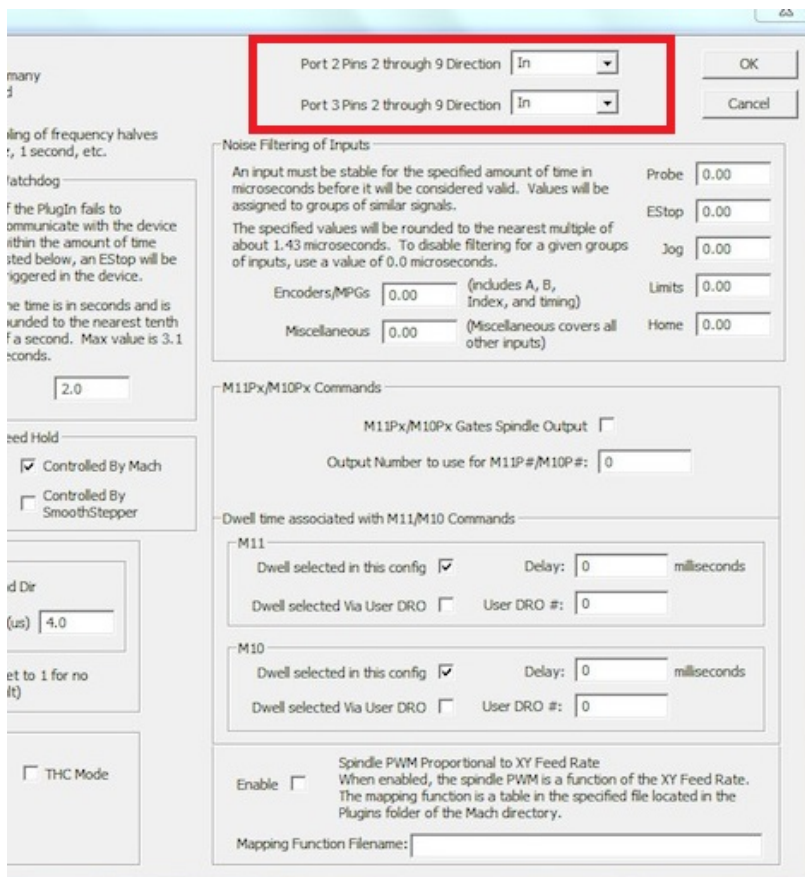 many
d
Port 2 Pins 2 through 9 Direction In
OK
Port 3 Pins 2 through 9 Direction In
Cancel
ling of frequency halves
, 1 second, etc.
Noise Filtering of Inputs
An input must be stable for the specified amount of time in
microseconds before it will be considered valid. Values will be
assigned to groups of similar signals.
The specified values will be rounded to the nearest multiple of
about 1.43 microseconds. To disable filtering for a given groups
of inputs, use a value of 0.0 microseconds.
Probe 0.00
EStop 0.00
Jog 0.00
Limits 0.00
Home 0.00
Encoders/MPGs 0.00 (includes A, B,
Index, and timing)
Miscellaneous 0.00 (Miscellaneous covers all
other inputs)
atchdog
f the PlugIn fails to
ommunicate with the device
ithin the amount of time
sted below, an EStop will be
riggered in the device.
he time is in seconds and is
ounded to the nearest tenth
f a second. Max value is 3.1
econds.
2.0
M11Px/M10Px Commands
M11Px/M10Px Gates Spindle Output
Output Number to use for M11P#/M10P#: 0
eed Hold
Controlled By Mach
Controlled By
SmoothStepper
Dwell time associated with M11/M10 Commands
M11
Dwell selected in this config Delay: 0 milliseconds
Dwell selected Via User DRO User DRO #: 0
d Dir
(us) 4.0
M10
Dwell selected in this config Delay: 0 milliseconds
Dwell selected Via User DRO User DRO #: 0
et to 1 for no
lt)
THC Mode
Enable
Spindle PWM Proportional to XY Feed Rate
When enabled, the spindle PWM is a function of the XY Feed Rate.
The mapping function is a table in the specified file located in the
Plugins folder of the Mach directory.
Mapping Function Filename: